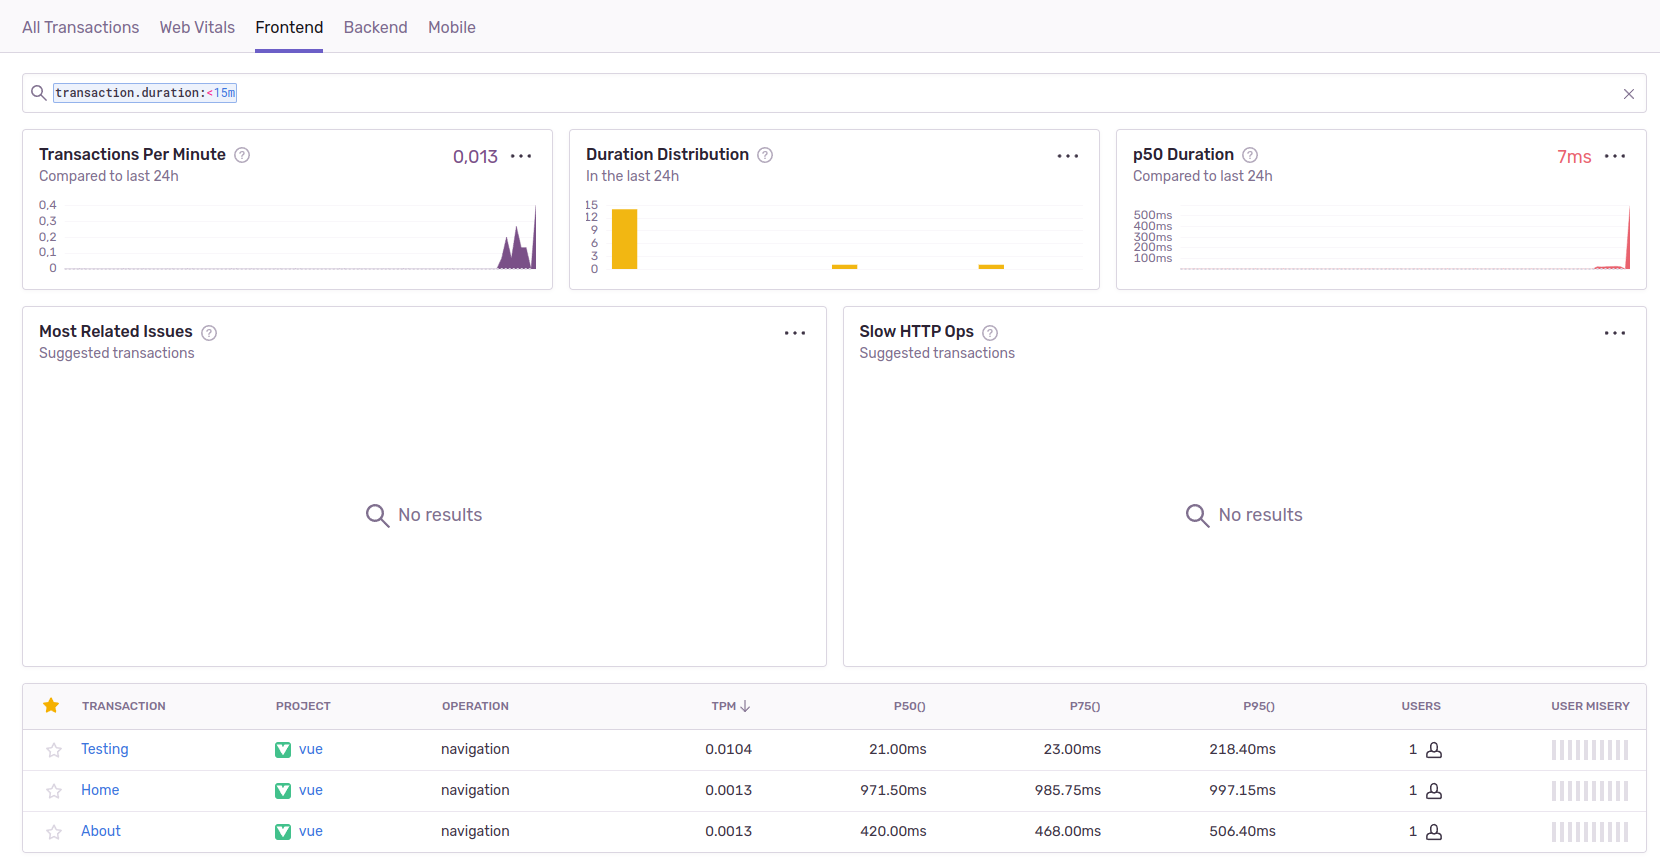 All Transactions Web Vitals Frontend Backend Mobile
transaction.duration:<15m
Transactions Per Minute ? 0,013
Compared to last 24h
0,4
0,3
0,2
0,1
0
Duration Distribution ?
In the last 24h
15
12
9
6
3
0
p50 Duration ? 7ms
Compared to last 24h
500ms
400ms
300ms
200ms
100ms
Most Related Issues ?
Suggested transactions
No results
Slow HTTP Ops ?
Suggested transactions
No results
TRANSACTION PROJECT OPERATION TPM P50() P75() P95() USERS USER MISERY
Testing vue navigation 0.0104 21.00ms 23.00ms 218.40ms 1
Home vue navigation 0.0013 971.50ms 985.75ms 997.15ms 1
About vue navigation 0.0013 420.00ms 468.00ms 506.40ms 1